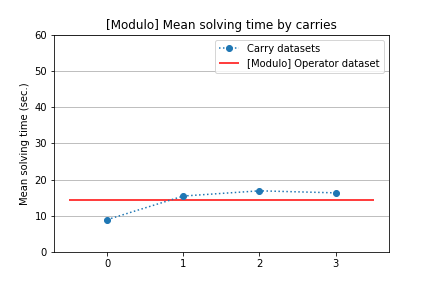 [Modulo] Mean solving time by carries
Mean solving time (sec.)
60
50
40
30
20
10
0
Carry datasets
[Modulo] Operator dataset
0 1 2 3